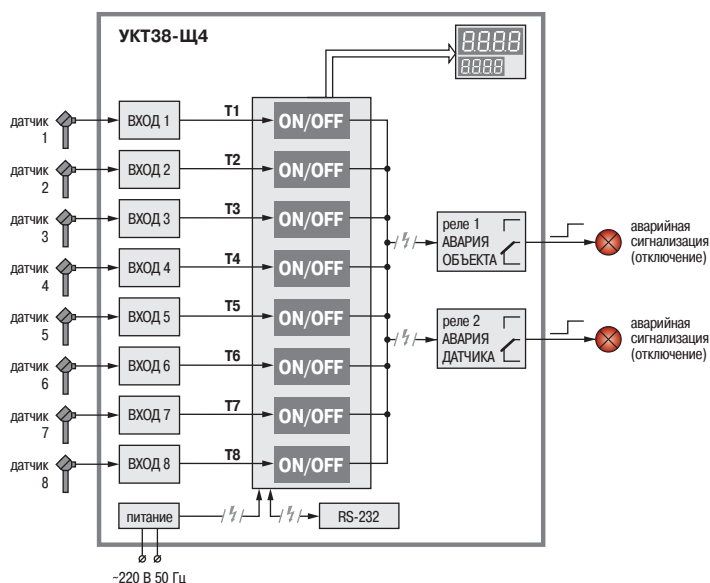 УКТ38-Щ4
8.8.8.8
8888
датчик
1
ВХОД 1
T1
ON/OFF
датчик
2
ВХОД 2
T2
ON/OFF
датчик
3
ВХОД 3
T3
ON/OFF
датчик
4
ВХОД 4
T4
ON/OFF
датчик
5
ВХОД 5
T5
ON/OFF
датчик
6
ВХОД 6
T6
ON/OFF
датчик
7
ВХОД 7
T7
ON/OFF
датчик
8
ВХОД 8
T8
ON/OFF
реле 1
АВАРИЯ
ОБЪЕКТА
аварийная
сигнализация
(отключение)
реле 2
АВАРИЯ
ДАТЧИКА
аварийная
сигнализация
(отключение)
питание
RS-232
~220 В 50 Гц